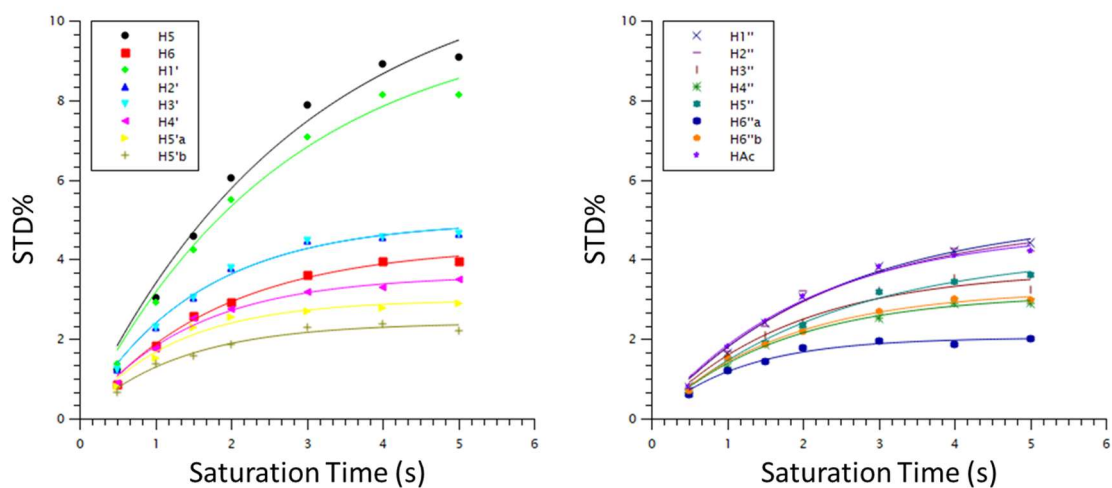 10
8
6
4
2
0
STD%
H5
H6
H1'
H2'
H3'
H4'
H5'a
H5'b
0 1 2 3 4 5 6
Saturation Time (s)
10
8
6
4
2
0
STD%
H1''
H2''
H3''
H4''
H5''
H6''a
H6''b
HAc
0 1 2 3 4 5 6
Saturation Time (s)